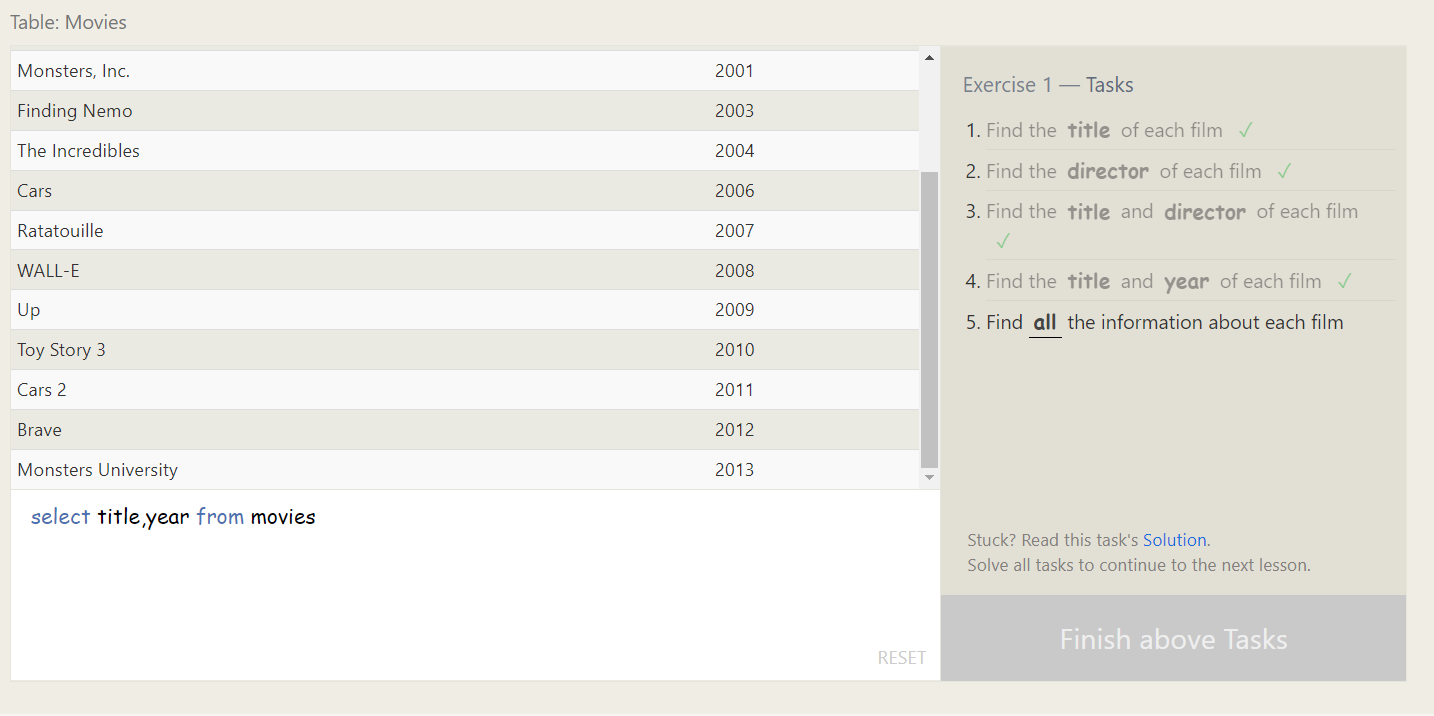 Table: Movies
Monsters, Inc. 2001
Finding Nemo 2003
The Incredibles 2004
Cars 2006
Ratatouille 2007
WALL-E 2008
Up 2009
Toy Story 3 2010
Cars 2 2011
Brave 2012
Monsters University 2013
select title,year from movies
RESET
Exercise 1 — Tasks
1. Find the title of each film ✓
2. Find the director of each film ✓
3. Find the title and director of each film
✓
4. Find the title and year of each film ✓
5. Find all the information about each film
Stuck? Read this task's Solution.
Solve all tasks to continue to the next lesson.
Finish above Tasks